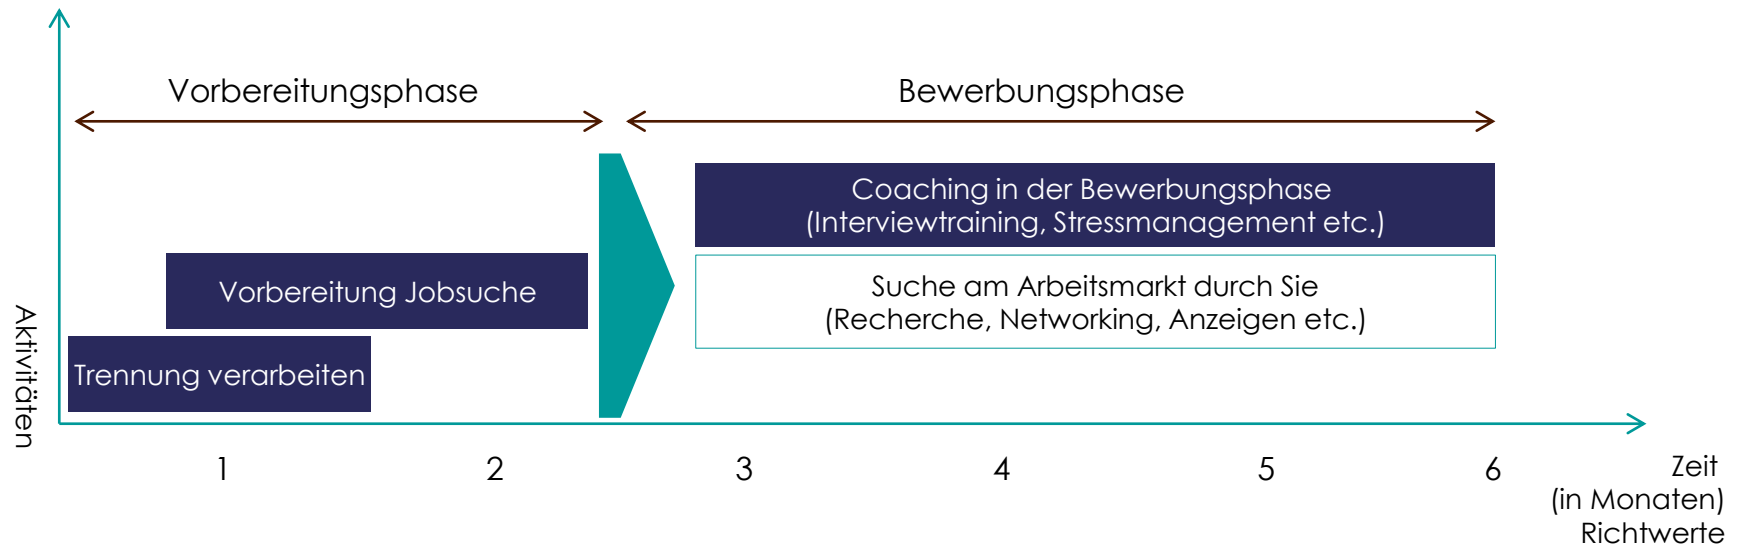 Vorbereitungsphase
Bewerbungsphase
Coaching in der Bewerbungsphase
(Interviewtraining, Stressmanagement etc.)
Vorbereitung Jobsuche
Suche am Arbeitsmarkt durch Sie
(Recherche, Networking, Anzeigen etc.)
Trennung verarbeiten
Aktivitäten
1
2
3
4
5
6
Zeit
(in Monaten)
Richtwerte